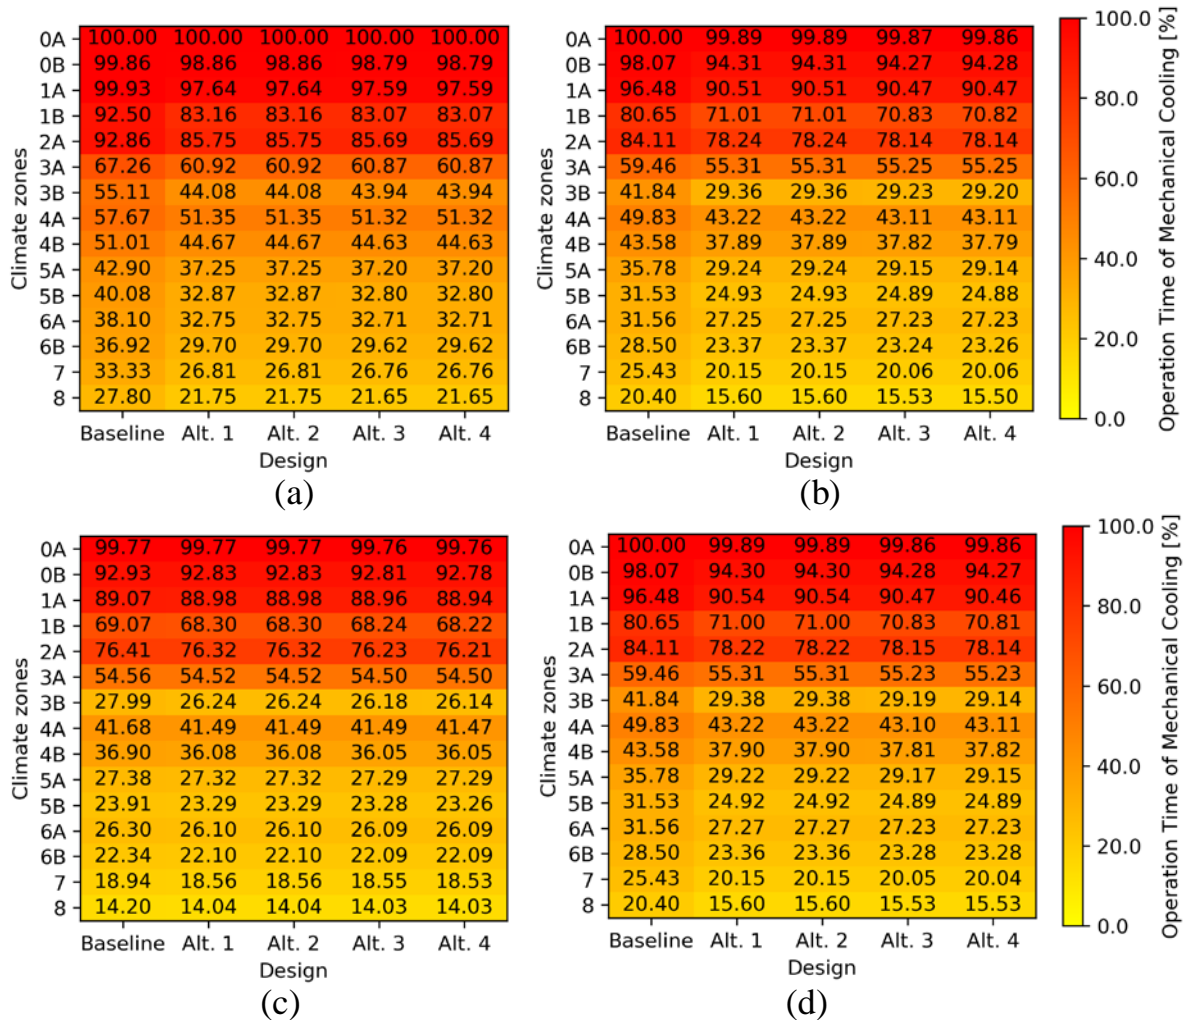 0A 100.00 100.00 100.00 100.00 100.00
0B 99.86 98.86 98.86 98.79 98.79
1A 99.93 97.64 97.64 97.59 97.59
1B 92.50 83.16 83.16 83.07 83.07
2A 92.86 85.75 85.75 85.69 85.69
3A 67.26 60.92 60.92 60.87 60.87
3B 55.11 44.08 44.08 43.94 43.94
4A 57.67 51.35 51.35 51.32 51.32
4B 51.01 44.67 44.67 44.63 44.63
5A 42.90 37.25 37.25 37.20 37.20
5B 40.08 32.87 32.87 32.80 32.80
6A 38.10 32.75 32.75 32.71 32.71
6B 36.92 29.70 29.70 29.62 29.62
7 33.33 26.81 26.81 26.76 26.76
8 27.80 21.75 21.75 21.65 21.65
Climate zones
Baseline Alt. 1 Alt. 2 Alt. 3 Alt. 4
Design
(a)
0A 100.00 99.89 99.89 99.87 99.86
0B 98.07 94.31 94.31 94.27 94.28
1A 96.48 90.51 90.51 90.47 90.47
1B 80.65 71.01 71.01 70.83 70.82
2A 84.11 78.24 78.24 78.14 78.14
3A 59.46 55.31 55.31 55.25 55.25
3B 41.84 29.36 29.36 29.23 29.20
4A 49.83 43.22 43.22 43.11 43.11
4B 43.58 37.89 37.89 37.82 37.79
5A 35.78 29.24 29.24 29.15 29.14
5B 31.53 24.93 24.93 24.89 24.88
6A 31.56 27.25 27.25 27.23 27.23
6B 28.50 23.37 23.37 23.24 23.26
7 25.43 20.15 20.15 20.06 20.06
8 20.40 15.60 15.60 15.53 15.50
Climate zones
Baseline Alt. 1 Alt. 2 Alt. 3 Alt. 4
Design
(b)
100.0
80.0
60.0
40.0
20.0
0.0
Operation Time of Mechanical Cooling [%]
0A 99.77 99.77 99.77 99.76 99.76
0B 92.93 92.83 92.83 92.81 92.78
1A 89.07 88.98 88.98 88.96 88.94
1B 69.07 68.30 68.30 68.24 68.22
2A 76.41 76.32 76.32 76.23 76.21
3A 54.56 54.52 54.52 54.50 54.50
3B 27.99 26.24 26.24 26.18 26.14
4A 41.68 41.49 41.49 41.49 41.47
4B 36.90 36.08 36.08 36.05 36.05
5A 27.38 27.32 27.32 27.29 27.29
5B 23.91 23.29 23.29 23.28 23.26
6A 26.30 26.10 26.10 26.09 26.09
6B 22.34 22.10 22.10 22.09 22.09
7 18.94 18.56 18.56 18.55 18.53
8 14.20 14.04 14.04 14.03 14.03
Climate zones
Baseline Alt. 1 Alt. 2 Alt. 3 Alt. 4
Design
(c)
0A 100.00 99.89 99.89 99.86 99.86
0B 98.07 94.30 94.30 94.28 94.27
1A 96.48 90.54 90.54 90.47 90.46
1B 80.65 71.00 71.00 70.83 70.81
2A 84.11 78.22 78.22 78.15 78.14
3A 59.46 55.31 55.31 55.23 55.23
3B 41.84 29.38 29.38 29.19 29.14
4A 49.83 43.22 43.22 43.10 43.11
4B 43.58 37.90 37.90 37.81 37.82
5A 35.78 29.22 29.22 29.17 29.15
5B 31.53 24.92 24.92 24.89 24.89
6A 31.56 27.27 27.27 27.23 27.23
6B 28.50 23.36 23.36 23.28 23.28
7 25.43 20.15 20.15 20.05 20.04
8 20.40 15.60 15.60 15.53 15.53
Climate zones
Baseline Alt. 1 Alt. 2 Alt. 3 Alt. 4
Design
(d)
100.0
80.0
60.0
40.0
20.0
0.0
Operation Time of Mechanical Cooling [%]